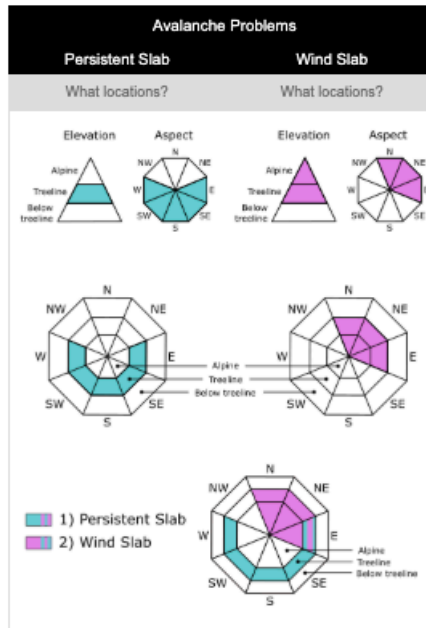 Avalanche Problems
Persistent Slab Wind Slab
What locations? What locations?
Elevation Aspect Elevation Aspect
N
NW NE NW NE
Alpine Alpine
Treeline W Treeline E
Below treeline SW SE Below treeline SW SE
S S
N N
NW NE NW NE
W E W E
Alpine
Treeline
Below treeline
SW SE SW SE
S S
N
NW NE
1) Persistent Slab
W E
2) Wind Slab
Alpine
Treeline
SW SE
Below treeline
S